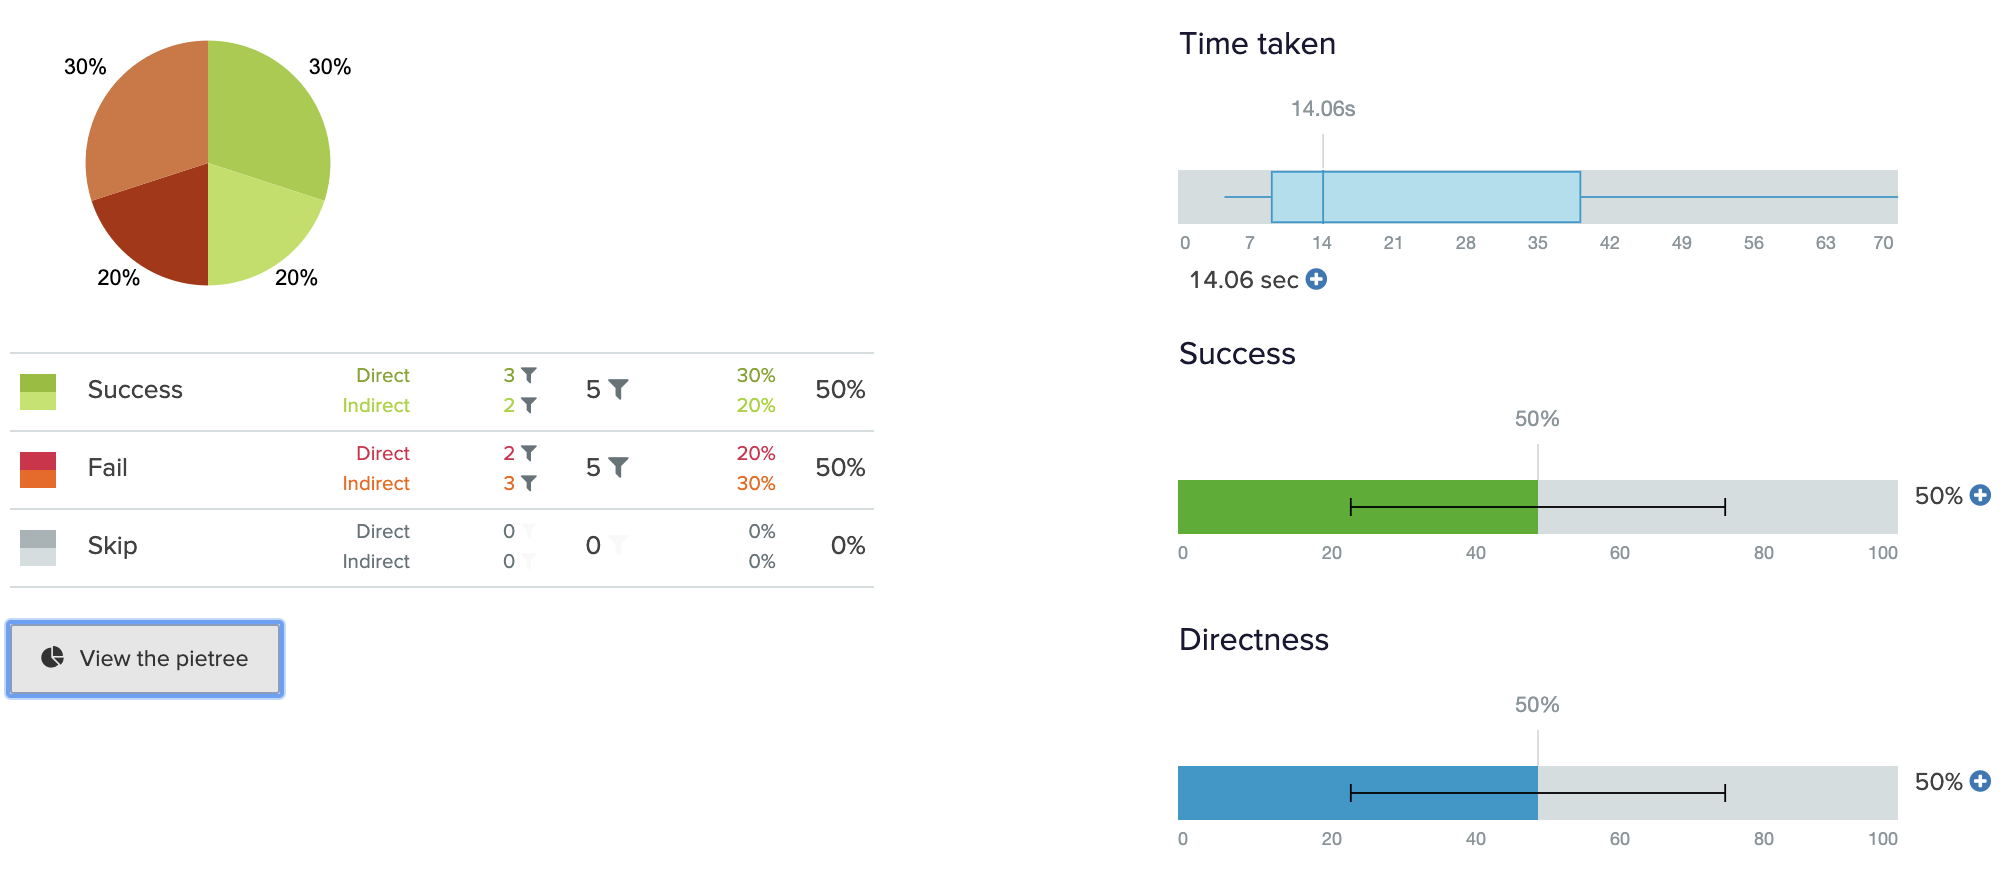 30%
30%
20%
20%
Success
Direct
3
5
30%
50%
Indirect
2
20%
Fail
Direct
2
5
20%
50%
Indirect
3
30%
Skip
Direct
0
0
0%
0%
Indirect
0
0%
View the pietree
Time taken
14.06s
0 7 14 21 28 35 42 49 56 63 70
14.06 sec
Success
50%
50%
0 20 40 60 80 100
Directness
50%
50%
0 20 40 60 80 100